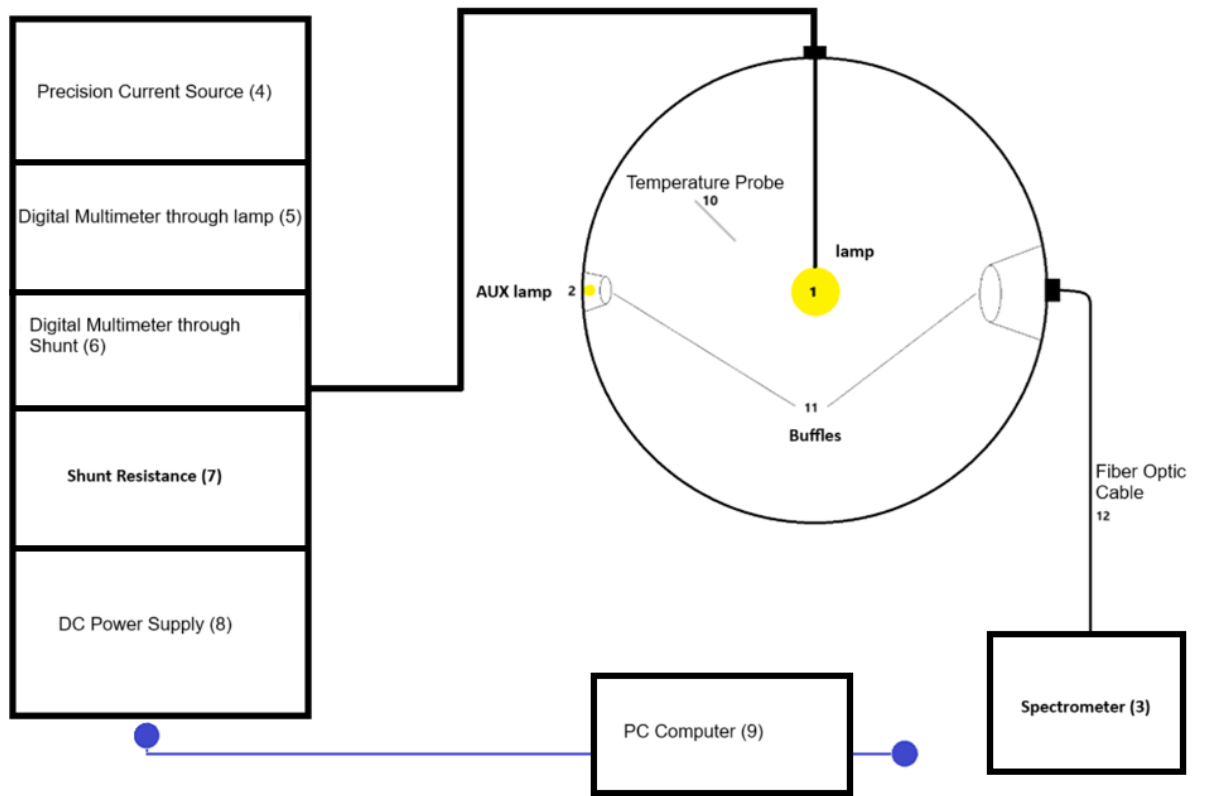 Precision Current Source (4)
Digital Multimeter through lamp (5)
Digital Multimeter through
Shunt (6)
Shunt Resistance (7)
DC Power Supply (8)
Temperature Probe
10
lamp
1
AUX lamp 2
11
Buffles
Fiber Optic
Cable
12
Spectrometer (3)
PC Computer (9)